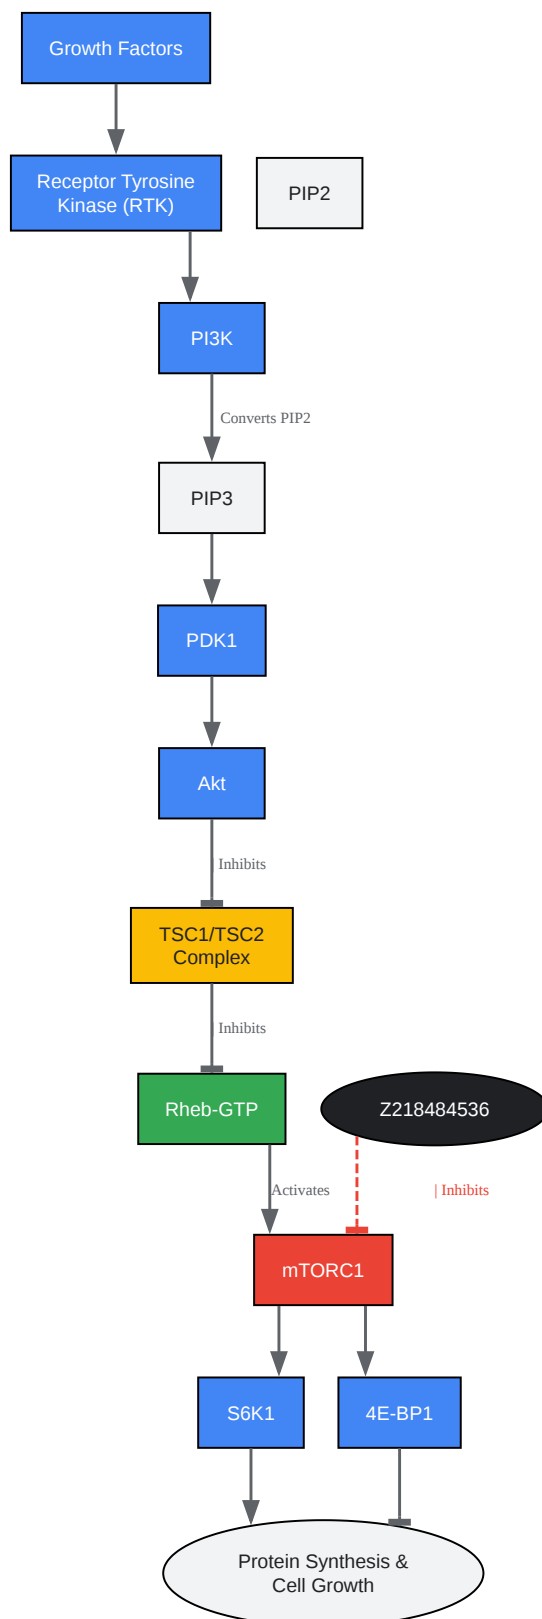 Growth Factors
Receptor Tyrosine
Kinase (RTK)
PIP2
PI3K
Converts PIP2
PIP3
PDK1
Akt
| Inhibits
TSC1/TSC2
Complex
| Inhibits
Rheb-GTP
Z218484536
Activates
| Inhibits
mTORC1
S6K1
4E-BP1
Protein Synthesis &
Cell Growth